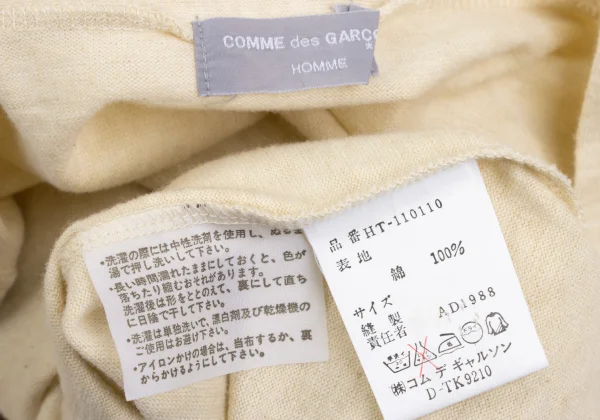 COMME des GARÇ
HOMME
・洗濯の際には中性洗剤を使用し、ぬるま
湯で押し洗いして下さい。
・長い時間濡れたままにしておくと、色が
落ちたり縮むおそれがあります。
洗濯後は形をととのえ、裏にして直ち
に日陰で干して下さい。
・洗濯は単独洗いで、漂白剤及び乾燥機の
ご使用はお避け下さい。
・アイロンかけの場合は、当布するか、裏
からかけるようにして下さい。
品番HT-110110
表地
綿 100%
サイズ
縫製
責任者 AD1988
㈱コム デ ギャルソン
D-TK9210